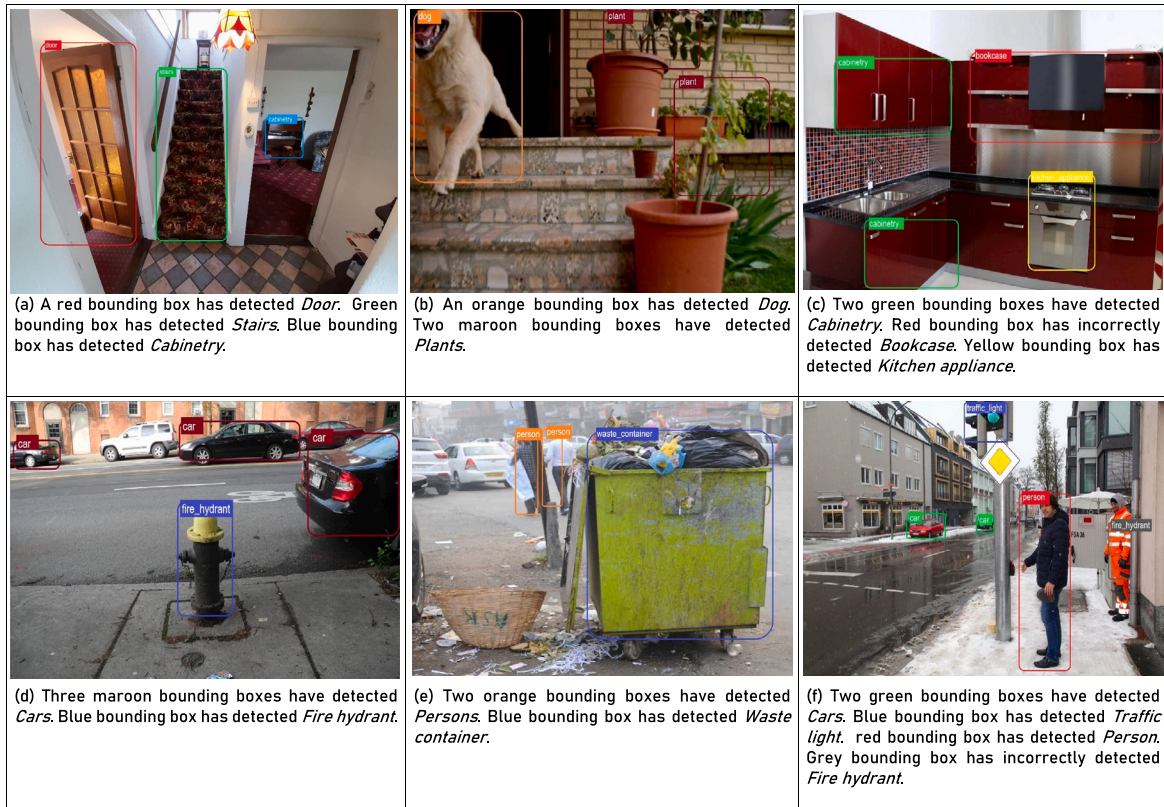 door
stairs
cabinetry
(a) A red bounding box has detected Door. Green
bounding box has detected Stairs. Blue bounding
box has detected Cabinetry.
dog
plant
plant
(b) An orange bounding box has detected Dog.
Two maroon bounding boxes have detected
Plants.
cabinetry
bookcase
kitchen_appliance
cabinetry
(c) Two green bounding boxes have detected
Cabinetry. Red bounding box has incorrectly
detected Bookcase. Yellow bounding box has
detected Kitchen appliance.
car
car
car
fire_hydrant
(d) Three maroon bounding boxes have detected
Cars. Blue bounding box has detected Fire hydrant.
person
person
waste_container
(e) Two orange bounding boxes have detected
Persons. Blue bounding box has detected Waste
container.
traffic_light
person
car
car
fire_hydrant
(f) Two green bounding boxes have detected
Cars. Blue bounding box has detected Traffic
light. red bounding box has detected Person.
Grey bounding box has incorrectly detected
Fire hydrant.